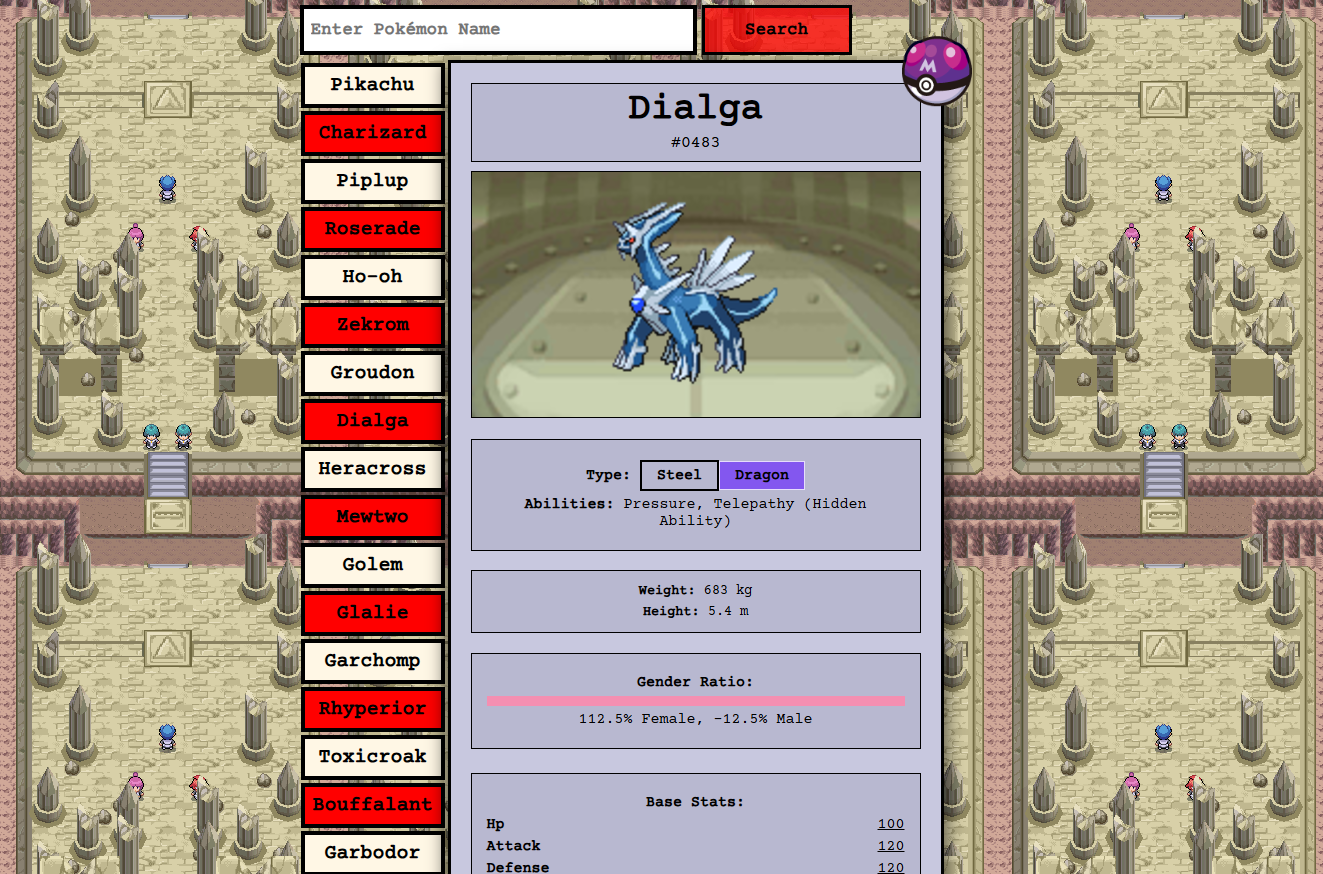 Enter Pokémon Name
Search
Pikachu
Charizard
Piplup
Roserade
Ho-oh
Zekrom
Groudon
Dialga
Heracross
Mewtwo
Golem
Glalie
Garchomp
Rhyperior
Toxicroak
Bouffalant
Garbodor
M
Dialga
#0483
Type: Steel Dragon
Abilities: Pressure, Telepathy (Hidden
Ability)
Weight: 683 kg
Height: 5.4 m
Gender Ratio:
112.5% Female, -12.5% Male
Base Stats:
Hp 100
Attack 120
Defense 120